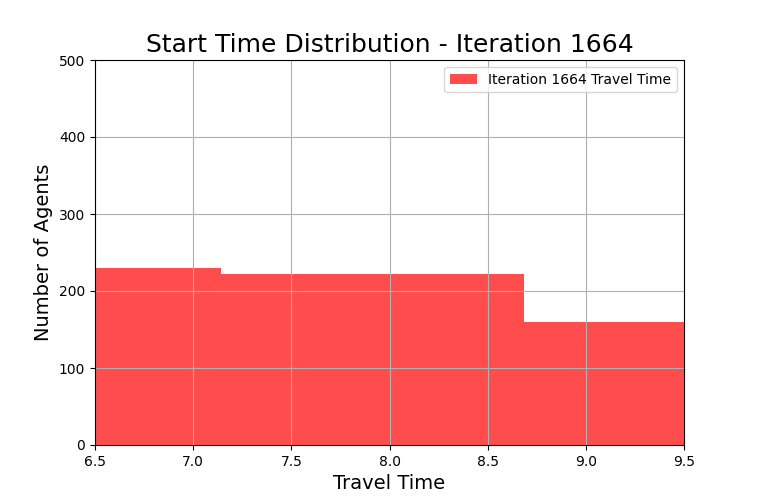 Start Time Distribution - Iteration 1664
Iteration 1664 Travel Time
500
400
300
200
100
0
Number of Agents
6.5 7.0 7.5 8.0 8.5 9.0 9.5
Travel Time